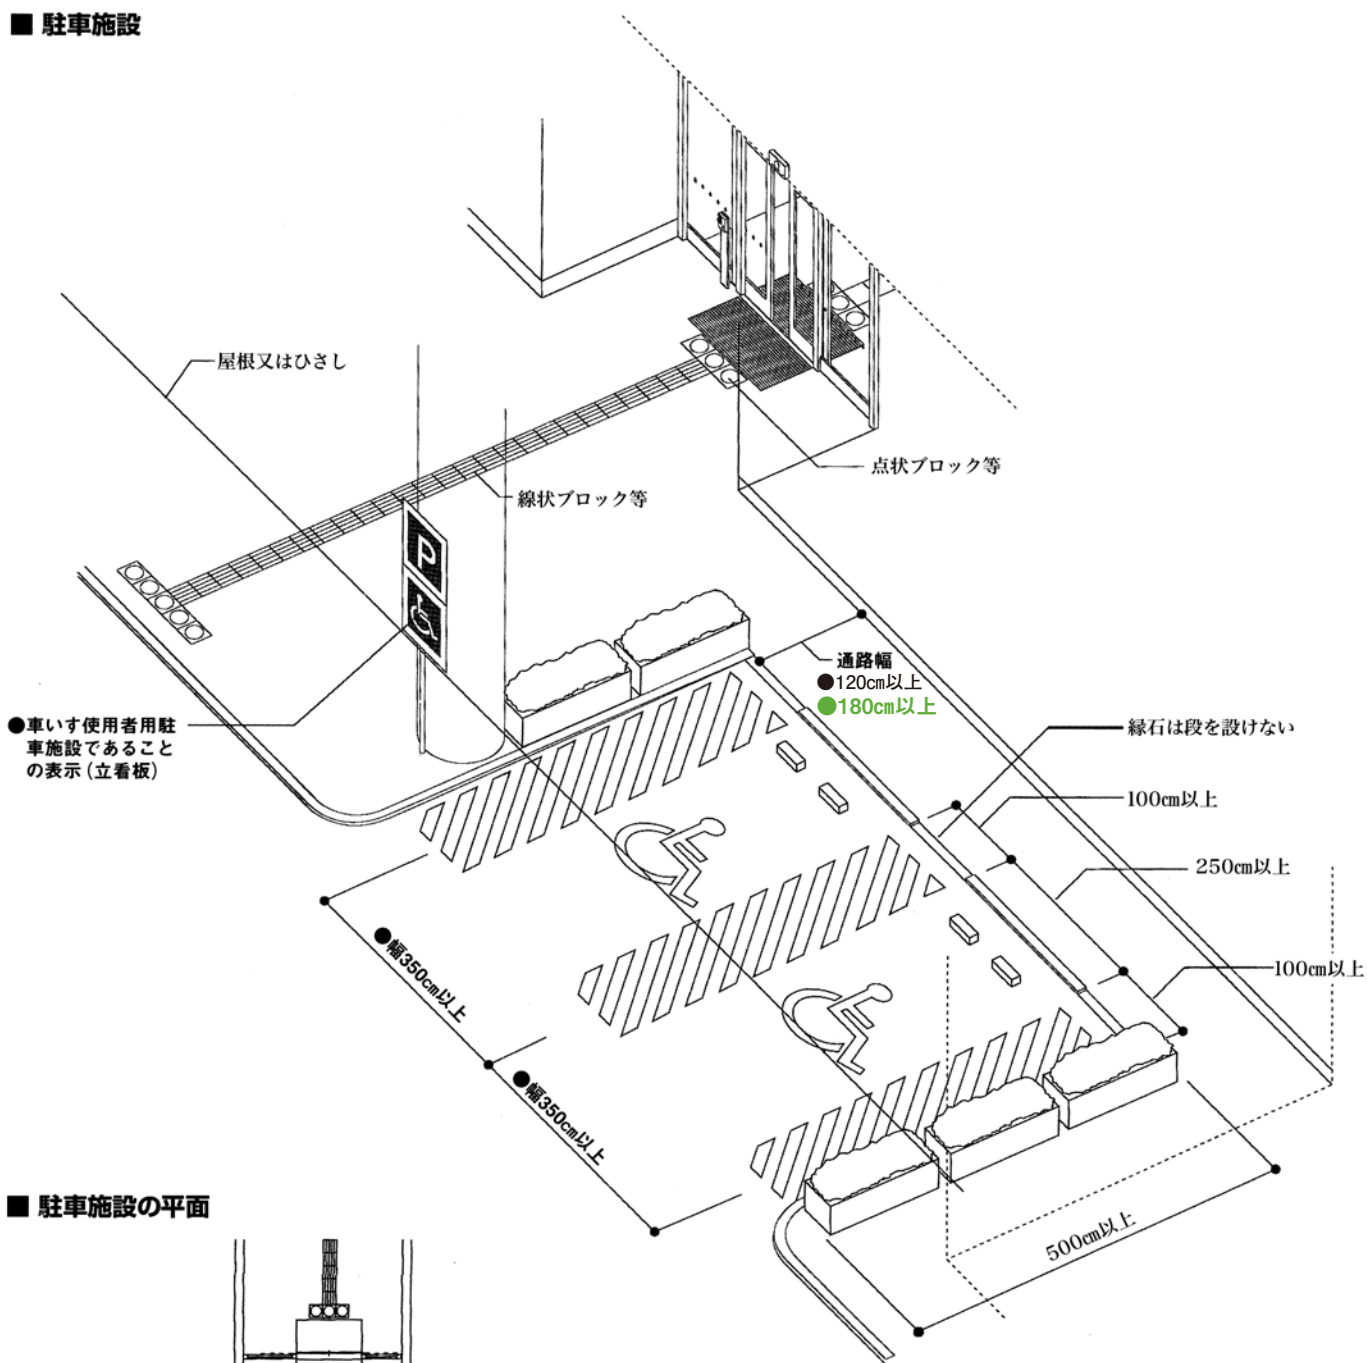 ■ 駐車施設
屋根又はひさし
点状ブロック等
線状ブロック等
P
通路幅
●120cm以上
●180cm以上
●車いす使用者用駐
車施設であること
の表示(立看板)
縁石は段を設けない
100cm以上
250cm以上
100cm以上
●幅350cm以上
●幅350cm以上
500cm以上
■ 駐車施設の平面